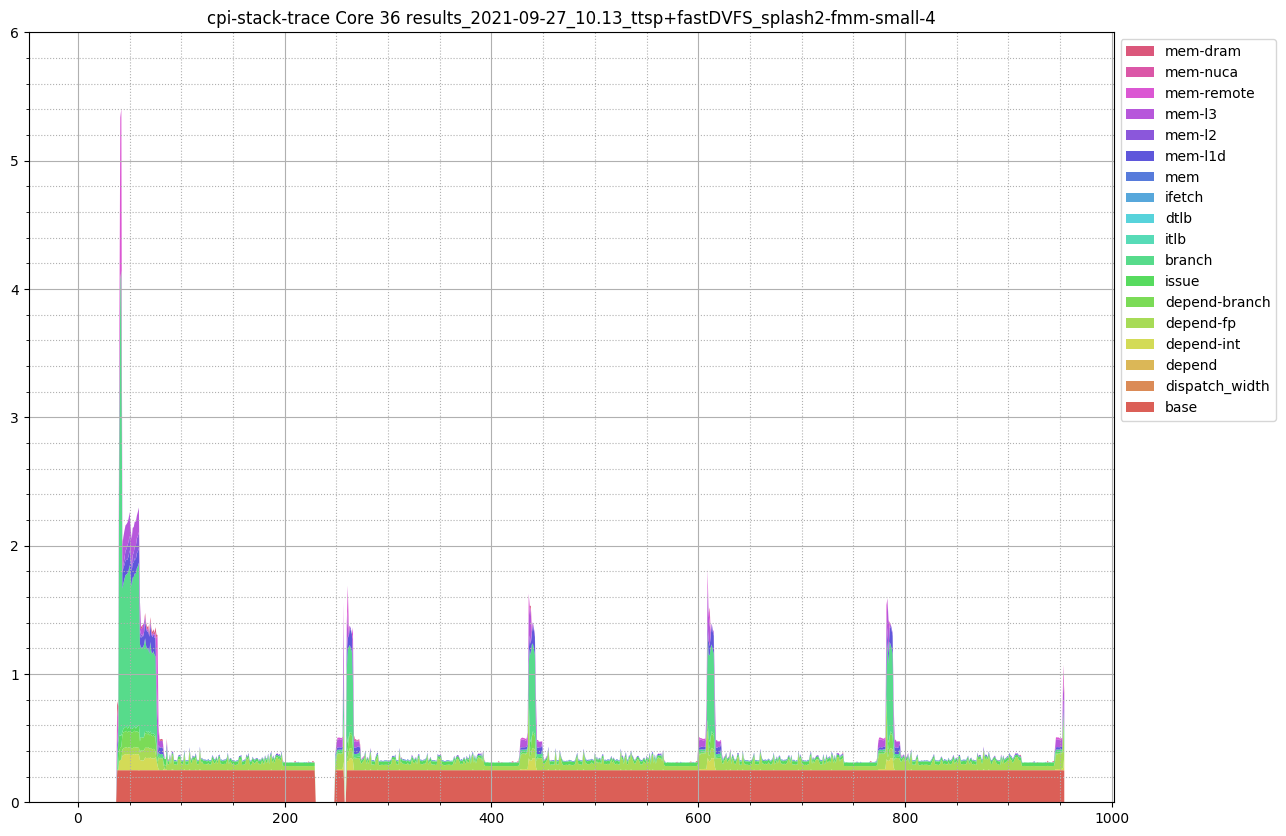 cpi-stack-trace Core 36 results_2021-09-27_10.13_ttsp+fastDVFS_splash2-fmm-small-4
6
5
4
3
2
1
0
0 200 400 600 800 1000
mem-dram
mem-nuca
mem-remote
mem-l3
mem-l2
mem-l1d
mem
ifetch
dtlb
itlb
branch
issue
depend-branch
depend-fp
depend-int
depend
dispatch_width
base